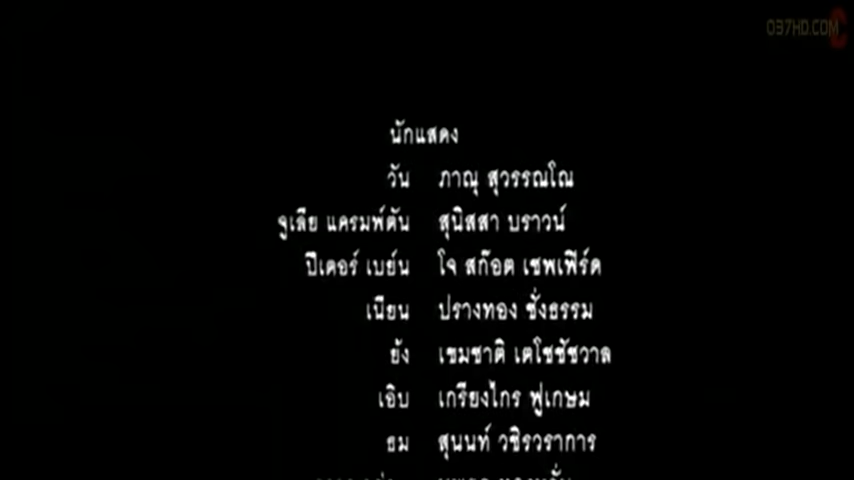 037HD.COM
นักแสดง
วัน ภาณุ สุวรรณโณ
จูเลีย แครมพ์ตัน สุนิสสา บราวน์
ปีเตอร์ เบย์น โจ สก๊อต เชพเฟิร์ด
เนียน ปรางทอง ชั่งธรรม
ยัง เขมชาติ เตโชชัชวาล
เอิบ เกรียงไกร ฟูเกษม
ธม สุนนท์ วชิรวราการ